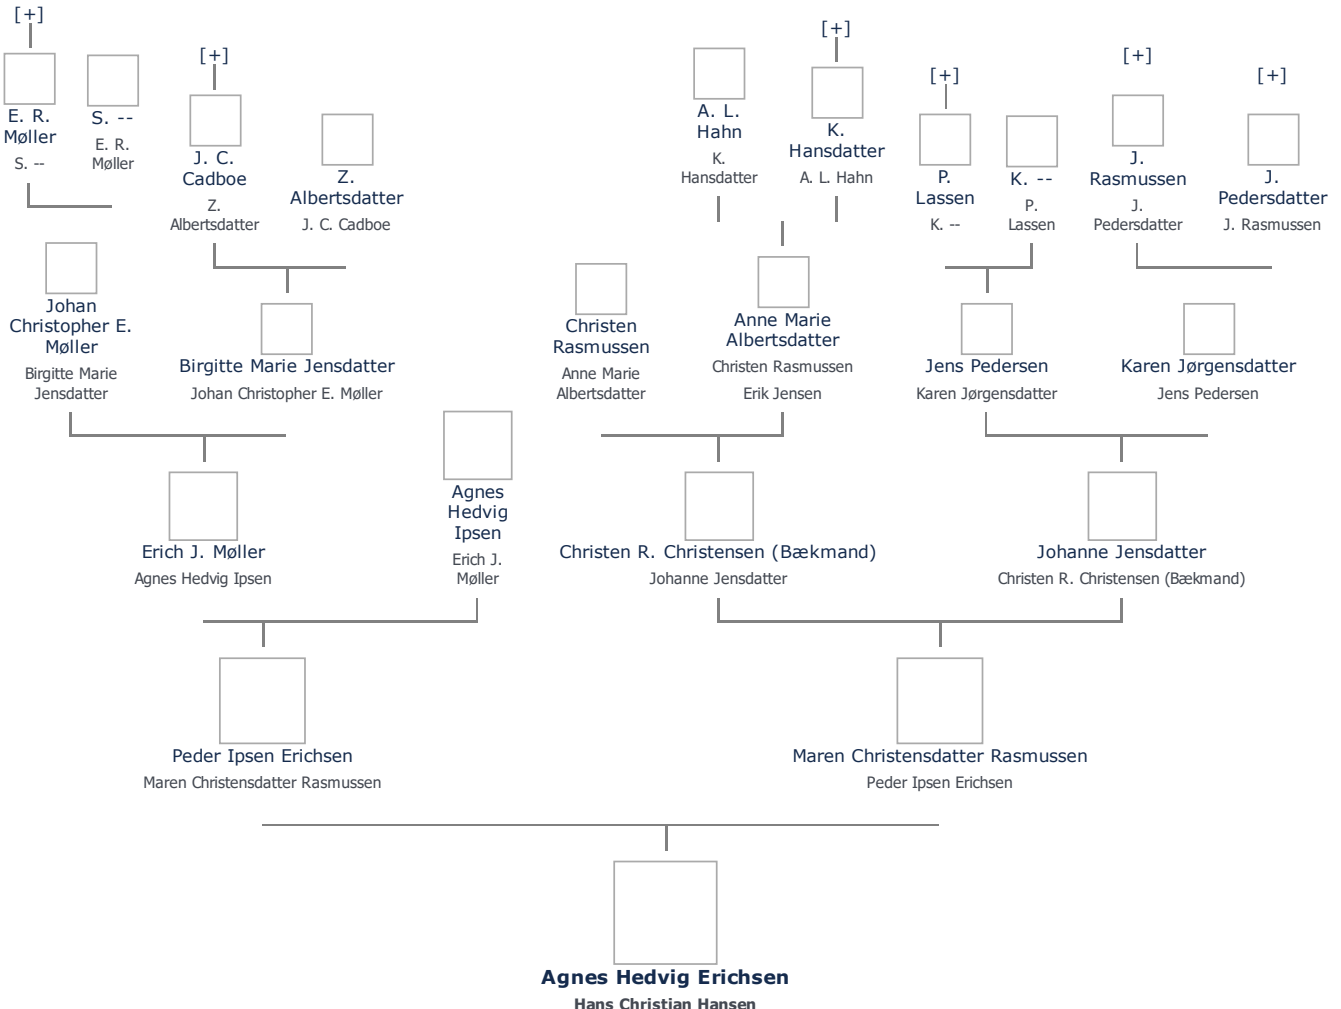 [+]
E. R.
Møller
S. --
S. --
E. R.
Møller
[+]
J. C.
Cadboe
Z.
Albertsdatter
Z.
Albertsdatter
J. C. Cadboe
A. L.
Hahn
K.
Hansdatter
[+]
K.
Hansdatter
A. L. Hahn
[+]
P.
Lassen
K. --
K. --
P.
Lassen
[+]
J.
Rasmussen
J.
Pedersdatter
[+]
J.
Pedersdatter
J. Rasmussen
Johan
Christopher E.
Møller
Birgitte Marie
Jensdatter
Birgitte Marie Jensdatter
Johan Christopher E. Møller
Christen
Rasmussen
Anne Marie
Albertsdatter
Anne Marie
Albertsdatter
Christen Rasmussen
Erik Jensen
Jens Pedersen
Karen Jørgensdatter
Karen Jørgensdatter
Jens Pedersen
Erich J. Møller
Agnes Hedvig Ipsen
Agnes
Hedvig
Ipsen
Erich J.
Møller
Christen R. Christensen (Bækmand)
Johanne Jensdatter
Johanne Jensdatter
Christen R. Christensen (Bækmand)
Peder Ipsen Erichsen
Maren Christensdatter Rasmussen
Maren Christensdatter Rasmussen
Peder Ipsen Erichsen
Agnes Hedvig Erichsen
Hans Christian Hansen